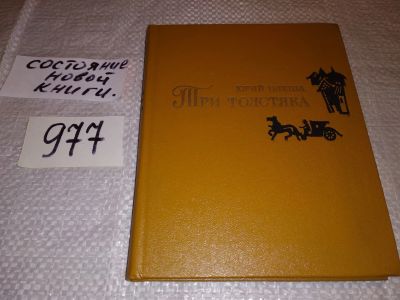 состояние
новой
книги.
977
ЮРИЙ ОЛЕША
ТРИ ТОЛСТЯКА